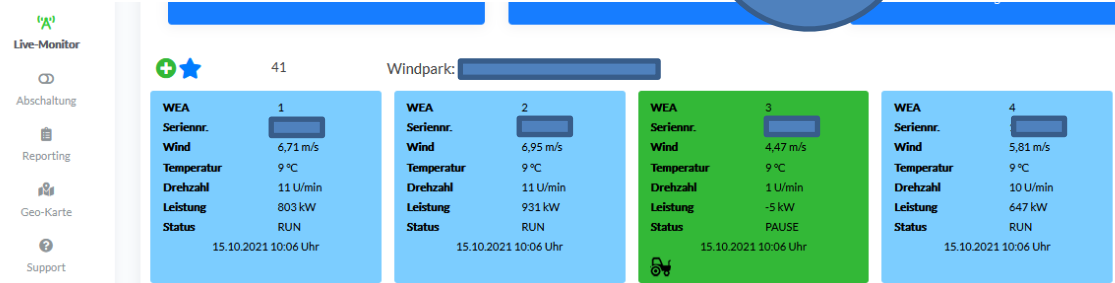 Live-Monitor
Abschaltung
Reporting
Geo-Karte
Support
41 Windpark:
WEA 1
Seriennr.
Wind 6,71 m/s
Temperatur 9 °C
Drehzahl 11 U/min
Leistung 803 kW
Status RUN
15.10.2021 10:06 Uhr
WEA 2
Seriennr.
Wind 6,95 m/s
Temperatur 9 °C
Drehzahl 11 U/min
Leistung 931 kW
Status RUN
15.10.2021 10:06 Uhr
WEA 3
Seriennr.
Wind 4,47 m/s
Temperatur 9 °C
Drehzahl 1 U/min
Leistung -5 kW
Status PAUSE
15.10.2021 10:06 Uhr
WEA 4
Seriennr.
Wind 5,81 m/s
Temperatur 9 °C
Drehzahl 10 U/min
Leistung 647 kW
Status RUN
15.10.2021 10:06 Uhr